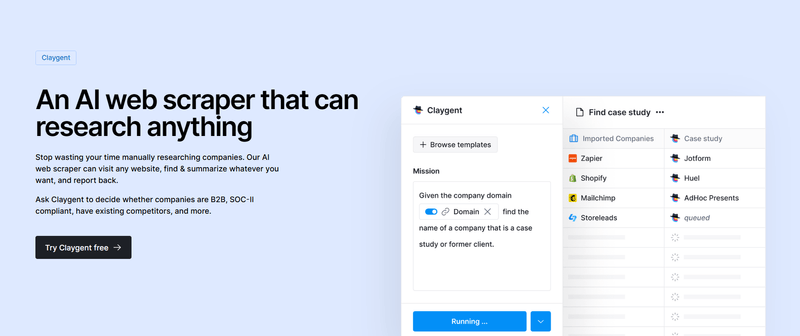 Claygent
An AI web scraper that can
research anything
Stop wasting your time manually researching companies. Our AI
web scraper can visit any website, find & summarize whatever you
want, and report back.
Ask Claygent to decide whether companies are B2B, SOC-II
compliant, have existing competitors, and more.
Try Claygent free →
Claygent
+ Browse templates
Mission
Given the company domain
Domain find the
name of a company that is a case
study or former client.
Running ...
Find case study •••
Imported Companies Case study
Zapier Jotform
Shopify Huel
Mailchimp AdHoc Presents
Storeleads queued